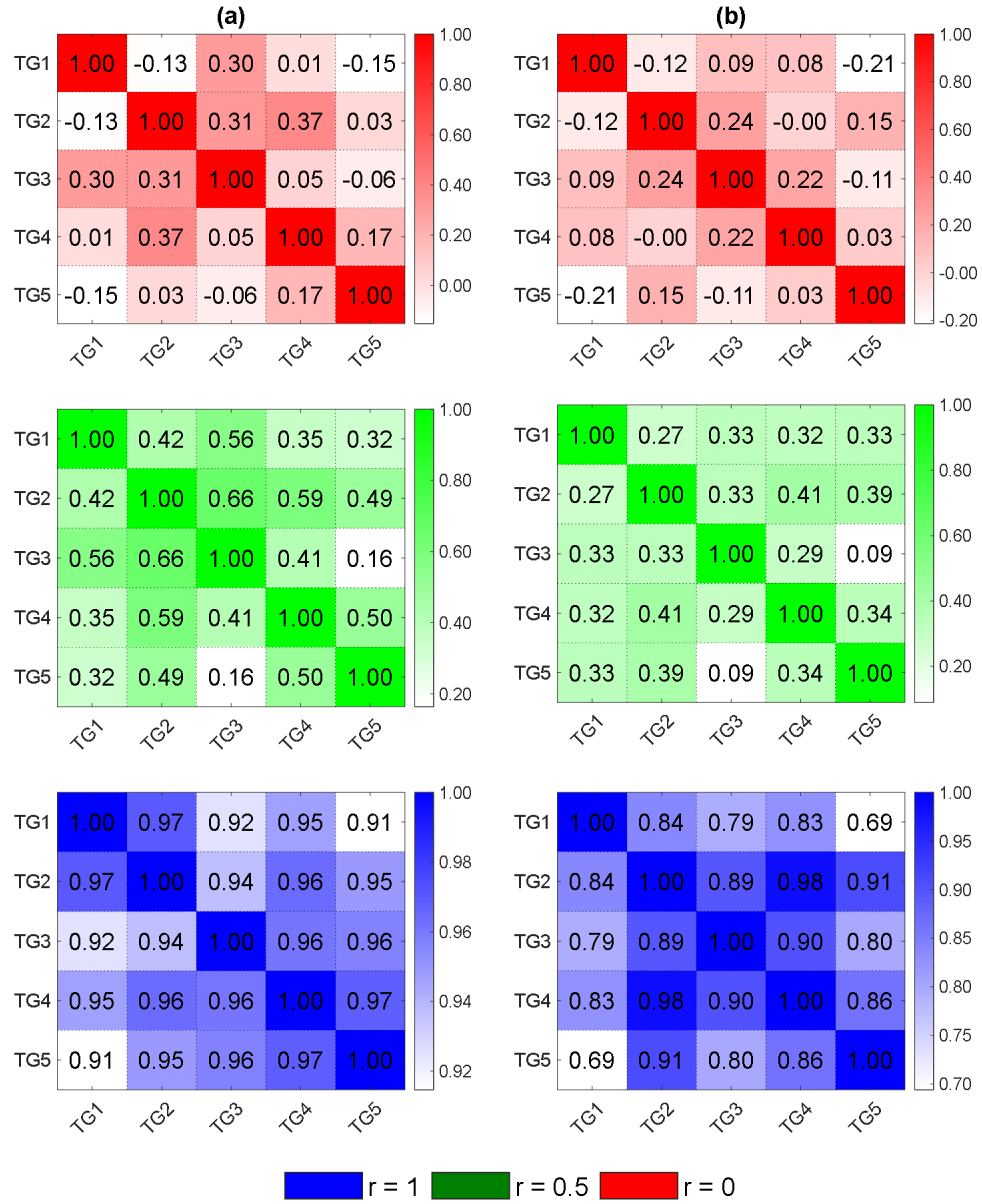 (a) (b)
TG1 1.00 -0.13 0.30 0.01 -0.15
TG2 -0.13 1.00 0.31 0.37 0.03
TG3 0.30 0.31 1.00 0.05 -0.06
TG4 0.01 0.37 0.05 1.00 0.17
TG5 -0.15 0.03 -0.06 0.17 1.00
TG1 TG2 TG3 TG4 TG5
1.00
0.80
0.60
0.40
0.20
0.00
TG1 1.00 -0.12 0.09 0.08 -0.21
TG2 -0.12 1.00 0.24 -0.00 0.15
TG3 0.09 0.24 1.00 0.22 -0.11
TG4 0.08 -0.00 0.22 1.00 0.03
TG5 -0.21 0.15 -0.11 0.03 1.00
TG1 TG2 TG3 TG4 TG5
1.00
0.80
0.60
0.40
0.20
-0.00
-0.20
TG1 1.00 0.42 0.56 0.35 0.32
TG2 0.42 1.00 0.66 0.59 0.49
TG3 0.56 0.66 1.00 0.41 0.16
TG4 0.35 0.59 0.41 1.00 0.50
TG5 0.32 0.49 0.16 0.50 1.00
TG1 TG2 TG3 TG4 TG5
1.00
0.80
0.60
0.40
0.20
TG1 1.00 0.27 0.33 0.32 0.33
TG2 0.27 1.00 0.33 0.41 0.39
TG3 0.33 0.33 1.00 0.29 0.09
TG4 0.32 0.41 0.29 1.00 0.34
TG5 0.33 0.39 0.09 0.34 1.00
TG1 TG2 TG3 TG4 TG5
1.00
0.80
0.60
0.40
0.20
TG1 1.00 0.97 0.92 0.95 0.91
TG2 0.97 1.00 0.94 0.96 0.95
TG3 0.92 0.94 1.00 0.96 0.96
TG4 0.95 0.96 0.96 1.00 0.97
TG5 0.91 0.95 0.96 0.97 1.00
TG1 TG2 TG3 TG4 TG5
1.00
0.98
0.96
0.94
0.92
TG1 1.00 0.84 0.79 0.83 0.69
TG2 0.84 1.00 0.89 0.98 0.91
TG3 0.79 0.89 1.00 0.90 0.80
TG4 0.83 0.98 0.90 1.00 0.86
TG5 0.69 0.91 0.80 0.86 1.00
TG1 TG2 TG3 TG4 TG5
1.00
0.95
0.90
0.85
0.80
0.75
0.70
r = 1 r = 0.5 r = 0